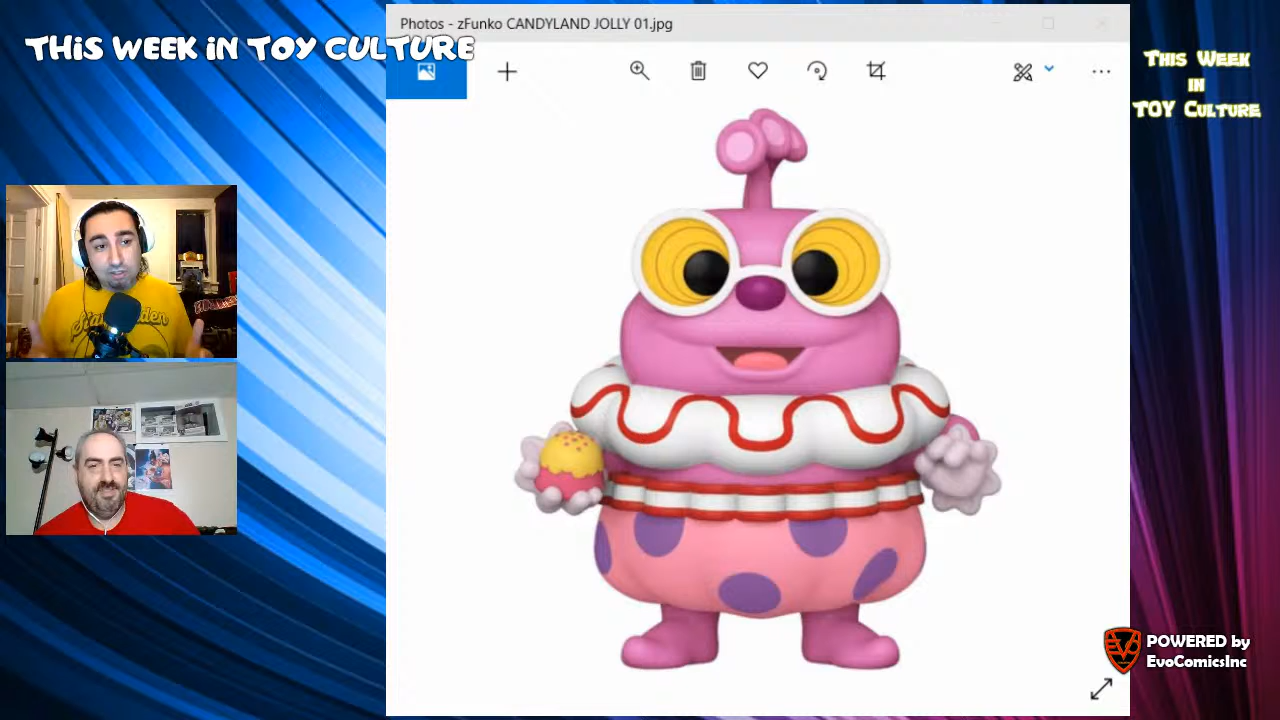 Photos - zFunko CANDYLAND JOLLY 01.jpg
THiS WEEK iN TOY CULTURE
This Week
in
TOY Culture
POWERED by
EvoComicsInc